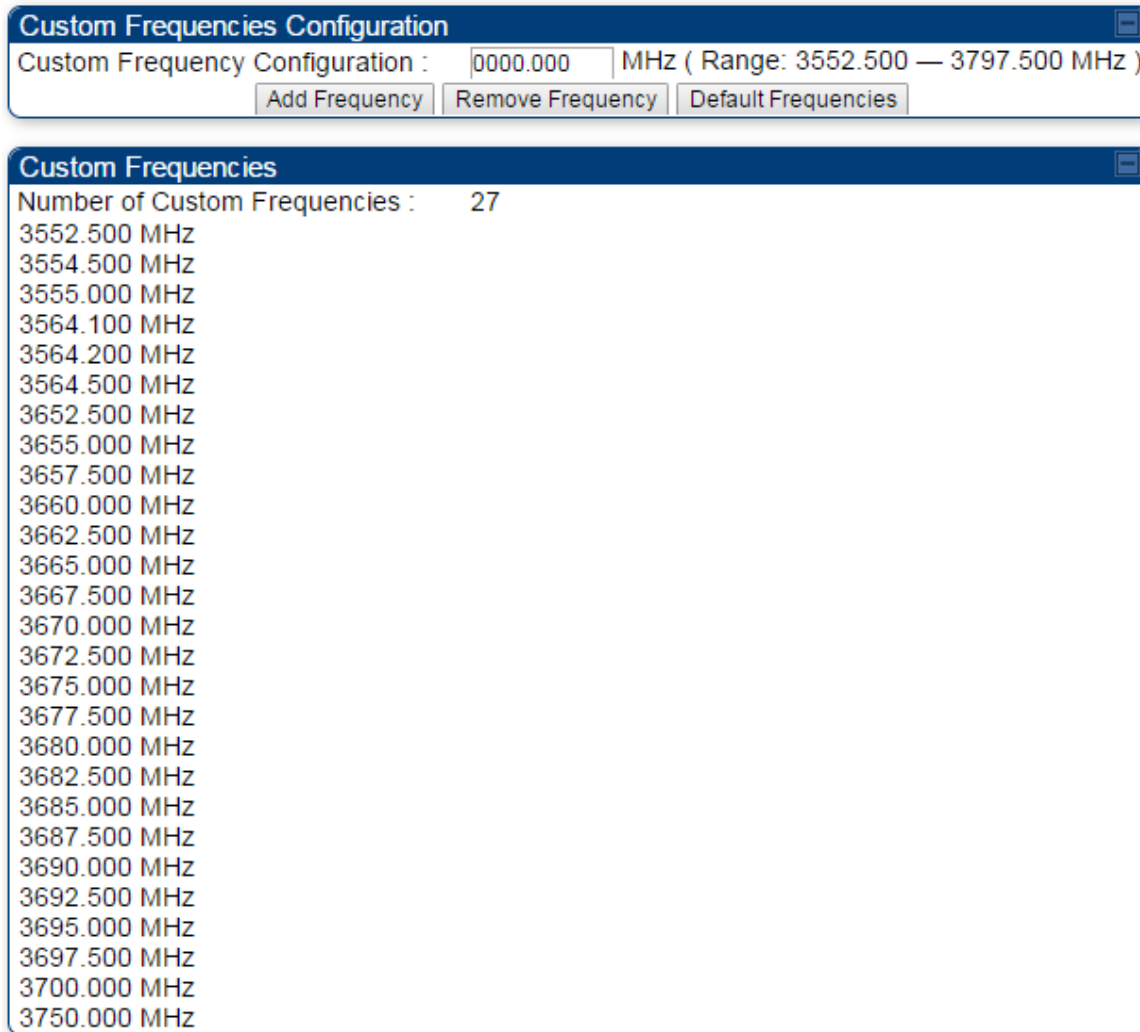 Custom Frequencies Configuration
Custom Frequency Configuration : 0000.000 MHz ( Range: 3552.500 — 3797.500 MHz )
Add Frequency Remove Frequency Default Frequencies
Custom Frequencies
Number of Custom Frequencies : 27
3552.500 MHz
3554.500 MHz
3555.000 MHz
3564.100 MHz
3564.200 MHz
3564.500 MHz
3652.500 MHz
3655.000 MHz
3657.500 MHz
3660.000 MHz
3662.500 MHz
3665.000 MHz
3667.500 MHz
3670.000 MHz
3672.500 MHz
3675.000 MHz
3677.500 MHz
3680.000 MHz
3682.500 MHz
3685.000 MHz
3687.500 MHz
3690.000 MHz
3692.500 MHz
3695.000 MHz
3697.500 MHz
3700.000 MHz
3750.000 MHz